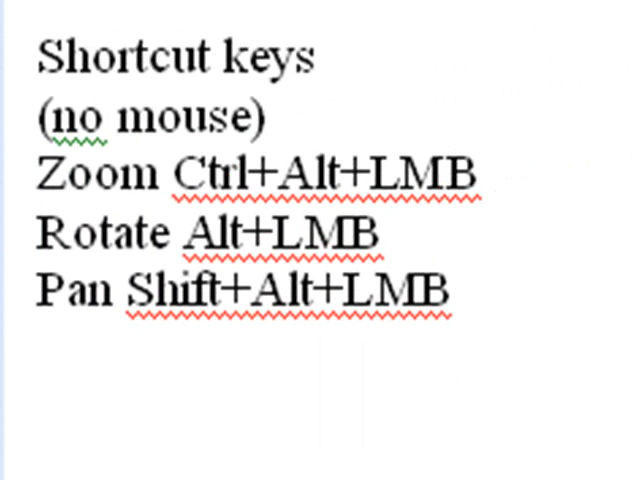 Shortcut keys
(no mouse)
Zoom Ctrl+Alt+LMB
Rotate Alt+LMB
Pan Shift+Alt+LMB